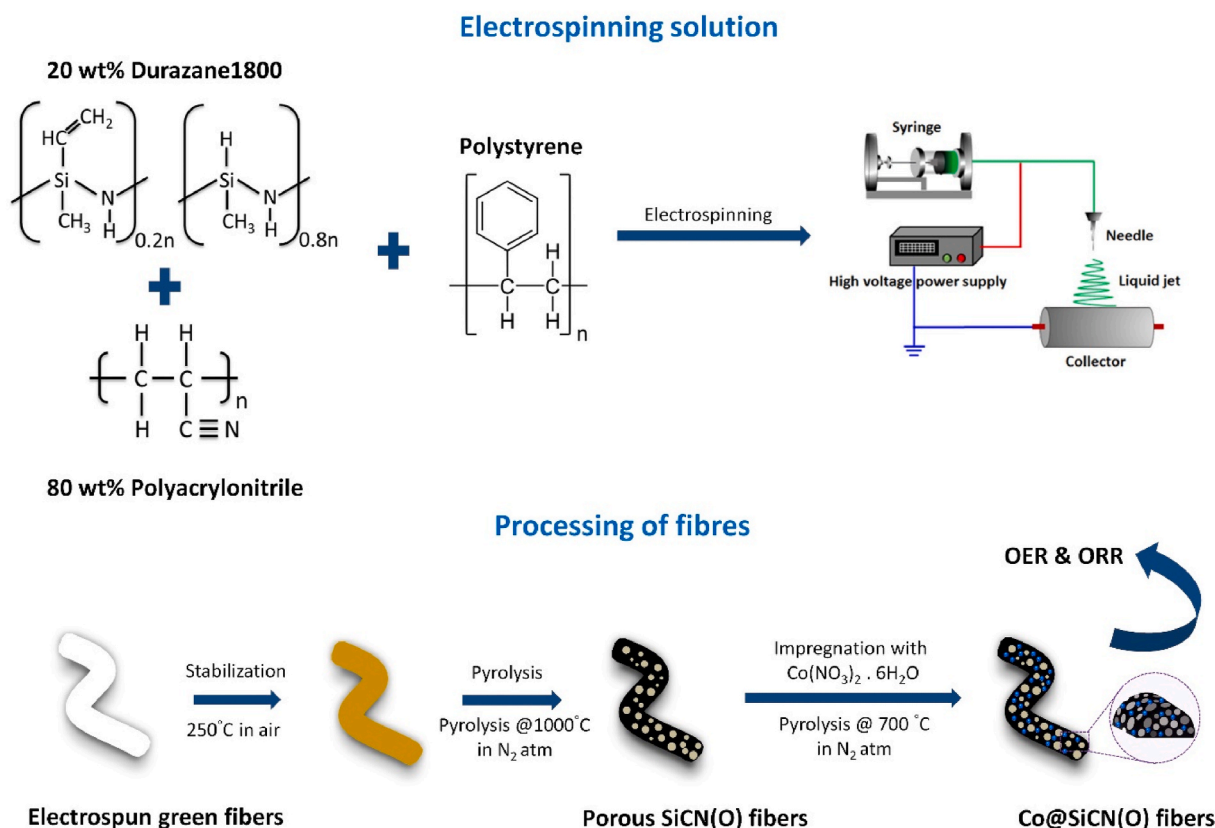 Electrospinning solution
20 wt% Durazane1800
CH2
HC
Si
N
CH3
H
0.2n
H
Si
N
CH3
H
0.8n
80 wt% Polyacrylonitrile
H
H
C
C
n
H
C≡N
Polystyrene
H
C
C
H
H
n
Electrospinning
Syringe
Needle
High voltage power supply
Liquid jet
Collector
Processing of fibres
OER & ORR
Stabilization
250°C in air
Pyrolysis
Pyrolysis @1000°C
in N2 atm
Impregnation with
Co(NO3)2 . 6H2O
Pyrolysis @ 700 °C
in N2 atm
Electrospun green fibers
Porous SiCN(O) fibers
Co@SiCN(O) fibers